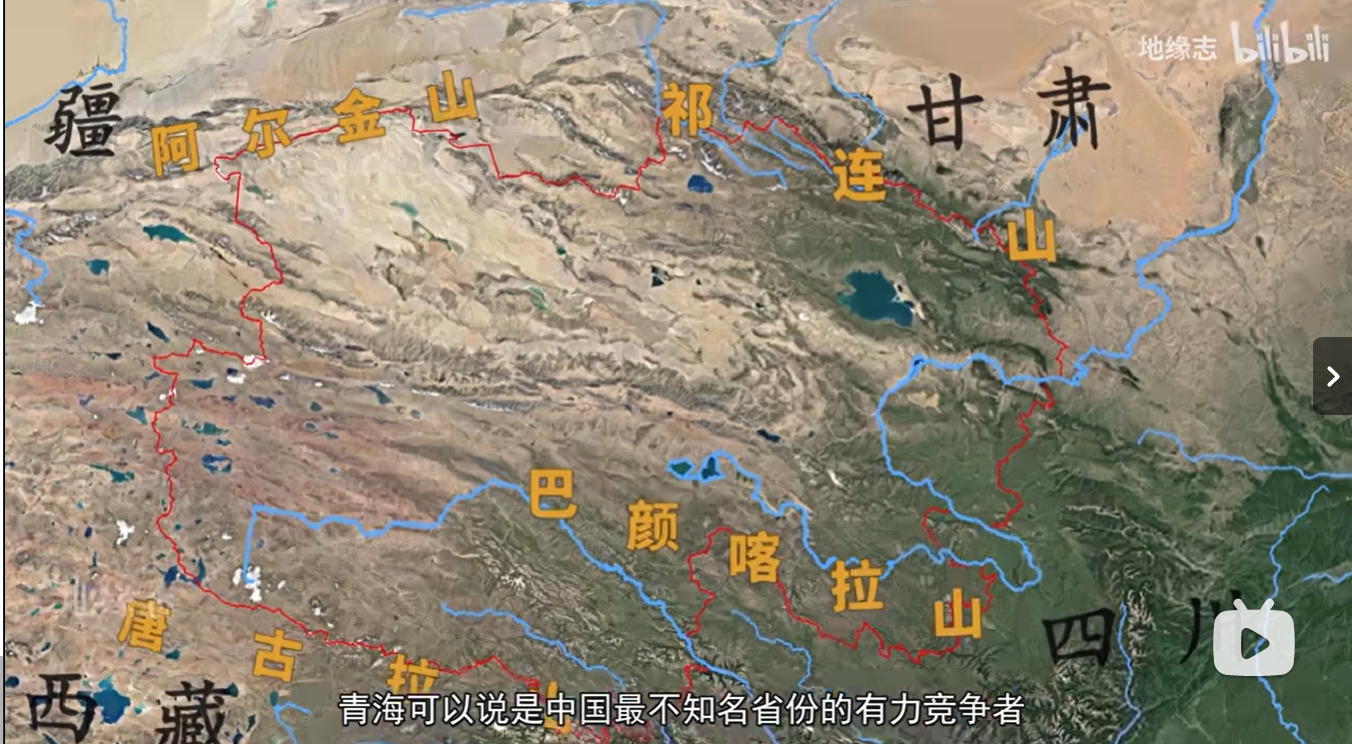 地缘志 bilibili
疆
阿尔金山
祁连山
甘肃
巴颜喀拉山
唐古拉山
四川
西藏
青海可以说是中国最不知名省份的有力竞争者